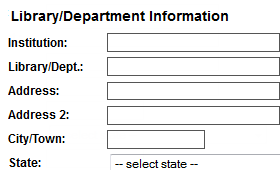 Library/Department Information
Institution:
Library/Dept.:
Address:
Address 2:
City/Town:
State: -- select state --